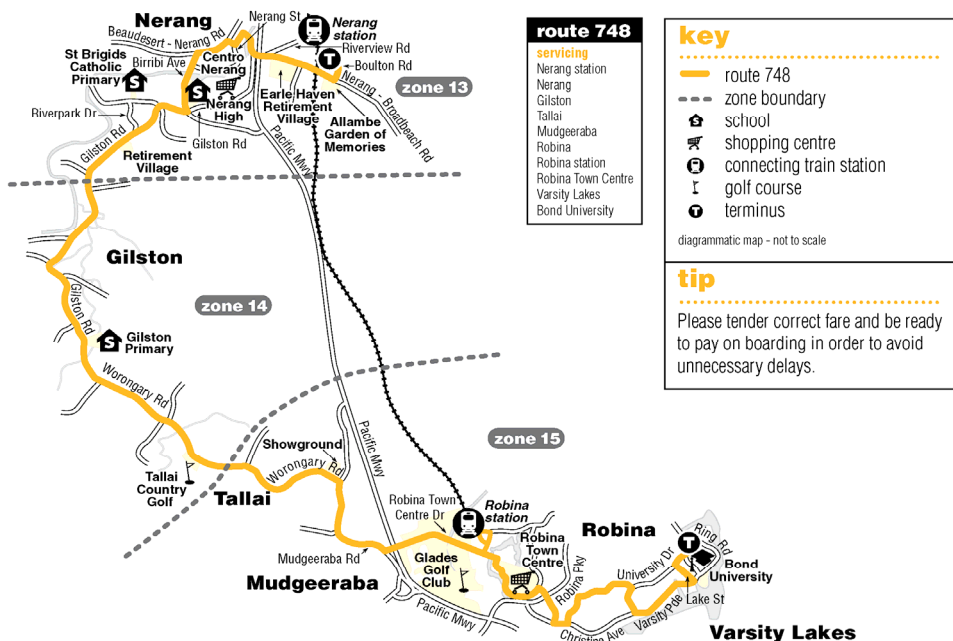 Nerang
Nerang St
Nerang
station
Beaudesert - Nerang Rd
Riverview Rd
Boulton Rd
St Brigids
Catholic
Primary
Birribi Ave
Centro
Nerang
zone 13
Nerang - Broadbeach Rd
Nerang
High
Earle Haven
Retirement
Village
Allambe
Garden of
Memories
Riverpark Dr
Gilston Rd
Gilston Rd
Retirement
Village
Pacific Mwy
Gilston
Gilston Rd
zone 14
Gilston
Primary
Worongary Rd
Pacific Mwy
zone 15
Showground
Worongary Rd
Tallai
Country
Golf
Tallai
Robina Town
Centre Dr
Robina
station
Mudgeeraba Rd
Mudgeeraba
Glades
Golf
Club
Pacific Mwy
Robina
Town
Centre
Robina
Robina Pky
University Dr
Ring Rd
Bond
University
Lake St
Christine Ave
Varsity Pde
Varsity Lakes
route 748
servicing
Nerang station
Nerang
Gilston
Tallai
Mudgeeraba
Robina
Robina station
Robina Town Centre
Varsity Lakes
Bond University
key
route 748
zone boundary
S school
shopping centre
connecting train station
golf course
T terminus
diagrammatic map - not to scale
tip
Please tender correct fare and be ready
to pay on boarding in order to avoid
unnecessary delays.
T
S
S
S
T